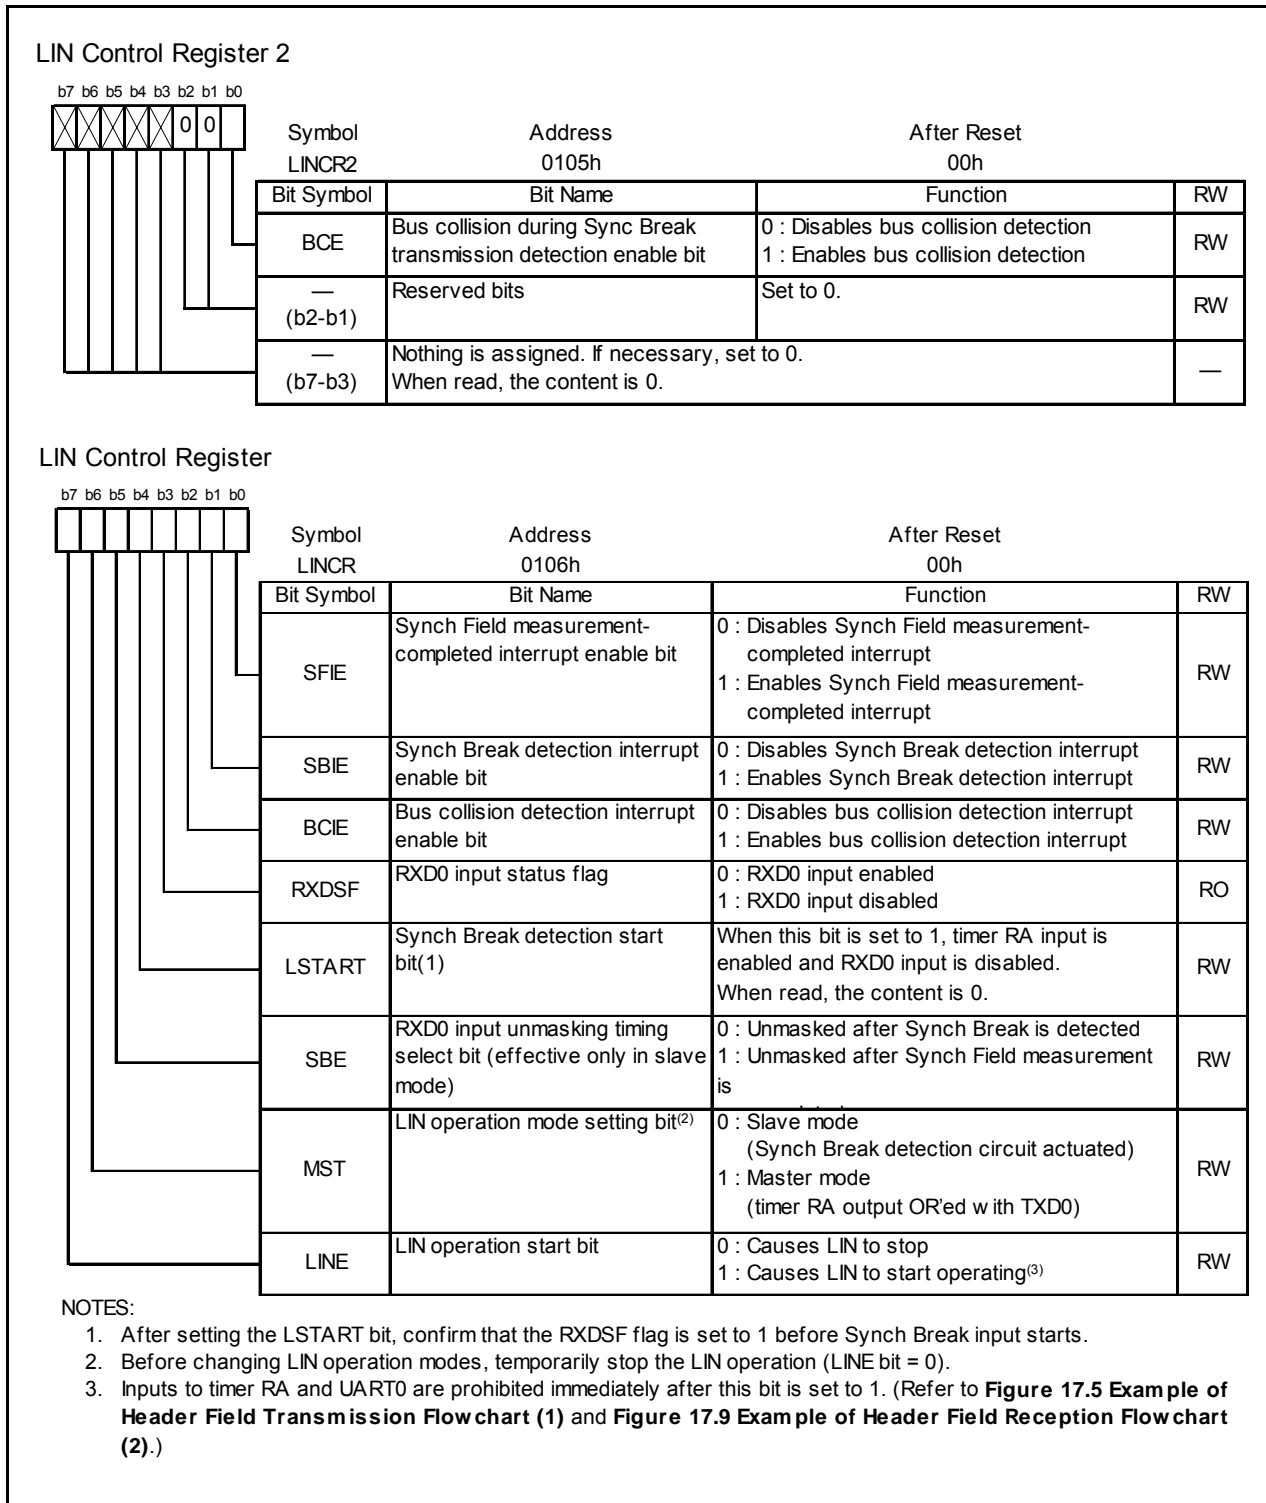 LIN Control Register 2
b7 b6 b5 b4 b3 b2 b1 b0
0 0
Symbol Address After Reset
LINCR2 0105h 00h
Bit Symbol Bit Name Function RW
BCE Bus collision during Sync Break transmission detection enable bit 0 : Disables bus collision detection RW
1 : Enables bus collision detection
— (b2-b1) Reserved bits Set to 0. RW
— (b7-b3) Nothing is assigned. If necessary, set to 0. —
When read, the content is 0.
LIN Control Register
b7 b6 b5 b4 b3 b2 b1 b0
Symbol Address After Reset
LINCR 0106h 00h
Bit Symbol Bit Name Function RW
SFIE Synch Field measurement-completed interrupt enable bit 0 : Disables Synch Field measurement-completed interrupt RW
1 : Enables Synch Field measurement-completed interrupt
SBIE Synch Break detection interrupt enable bit 0 : Disables Synch Break detection interrupt RW
1 : Enables Synch Break detection interrupt
BCIE Bus collision detection interrupt enable bit 0 : Disables bus collision detection interrupt RW
1 : Enables bus collision detection interrupt
RXDSF RXD0 input status flag 0 : RXD0 input enabled RO
1 : RXD0 input disabled
LSTART Synch Break detection start bit(1) When this bit is set to 1, timer RA input is enabled and RXD0 input is disabled. RW
When read, the content is 0.
SBE RXD0 input unmasking timing select bit (effective only in slave mode) 0 : Unmasked after Synch Break is detected RW
1 : Unmasked after Synch Field measurement is
MST LIN operation mode setting bit(2) 0 : Slave mode RW
(Synch Break detection circuit actuated)
1 : Master mode
(timer RA output OR'ed with TXD0)
LINE LIN operation start bit 0 : Causes LIN to stop RW
1 : Causes LIN to start operating(3)
NOTES:
1. After setting the LSTART bit, confirm that the RXDSF flag is set to 1 before Synch Break input starts.
2. Before changing LIN operation modes, temporarily stop the LIN operation (LINE bit = 0).
3. Inputs to timer RA and UART0 are prohibited immediately after this bit is set to 1. (Refer to Figure 17.5 Example of
Header Field Transmission Flowchart (1) and Figure 17.9 Example of Header Field Reception Flowchart
(2).)